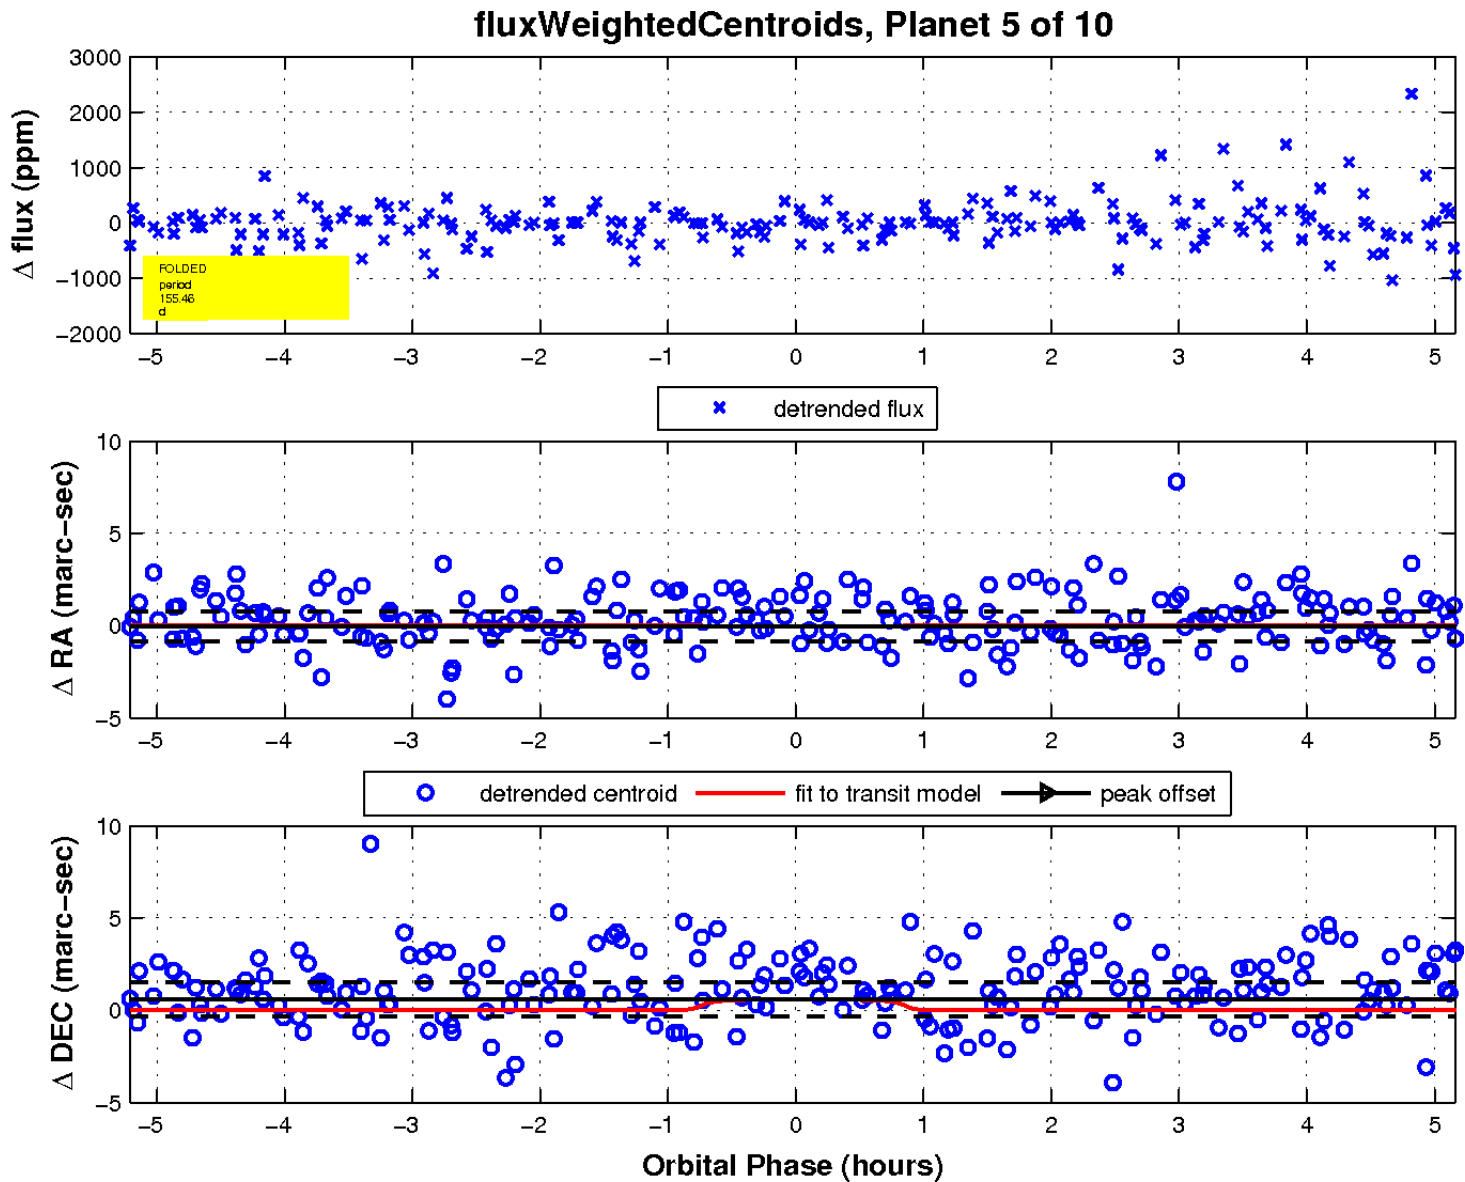 fluxWeightedCentroids, Planet 5 of 10
Δ flux (ppm)
3000
2000
1000
0
−1000
−2000
FOLDED
period
155.46
d
−5 −4 −3 −2 −1 0 1 2 3 4 5
detrended flux
Δ RA (marc−sec)
10
5
0
−5
−5 −4 −3 −2 −1 0 1 2 3 4 5
detrended centroid fit to transit model peak offset
Δ DEC (marc−sec)
10
5
0
−5
−5 −4 −3 −2 −1 0 1 2 3 4 5
Orbital Phase (hours)